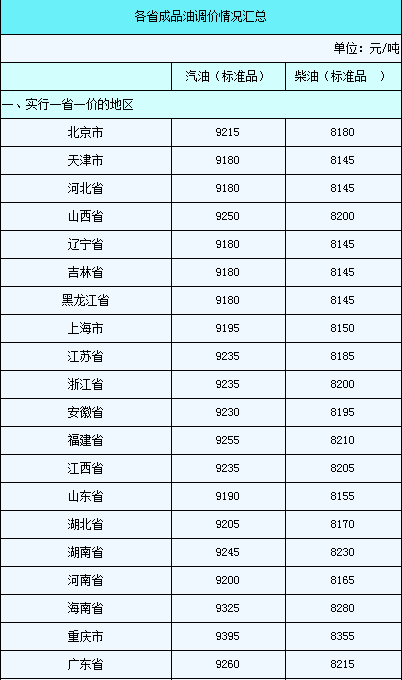 各省成品油调价情况汇总
单位：元/吨
汽油（标准品） 柴油（标准品 ）
一、实行一省一价的地区
北京市 9215 8180
天津市 9180 8145
河北省 9180 8145
山西省 9250 8200
辽宁省 9180 8145
吉林省 9180 8145
黑龙江省 9180 8145
上海市 9195 8150
江苏省 9235 8185
浙江省 9235 8200
安徽省 9230 8195
福建省 9255 8210
江西省 9235 8205
山东省 9190 8155
湖北省 9205 8170
湖南省 9245 8230
河南省 9200 8165
海南省 9325 8280
重庆市 9395 8355
广东省 9260 8215